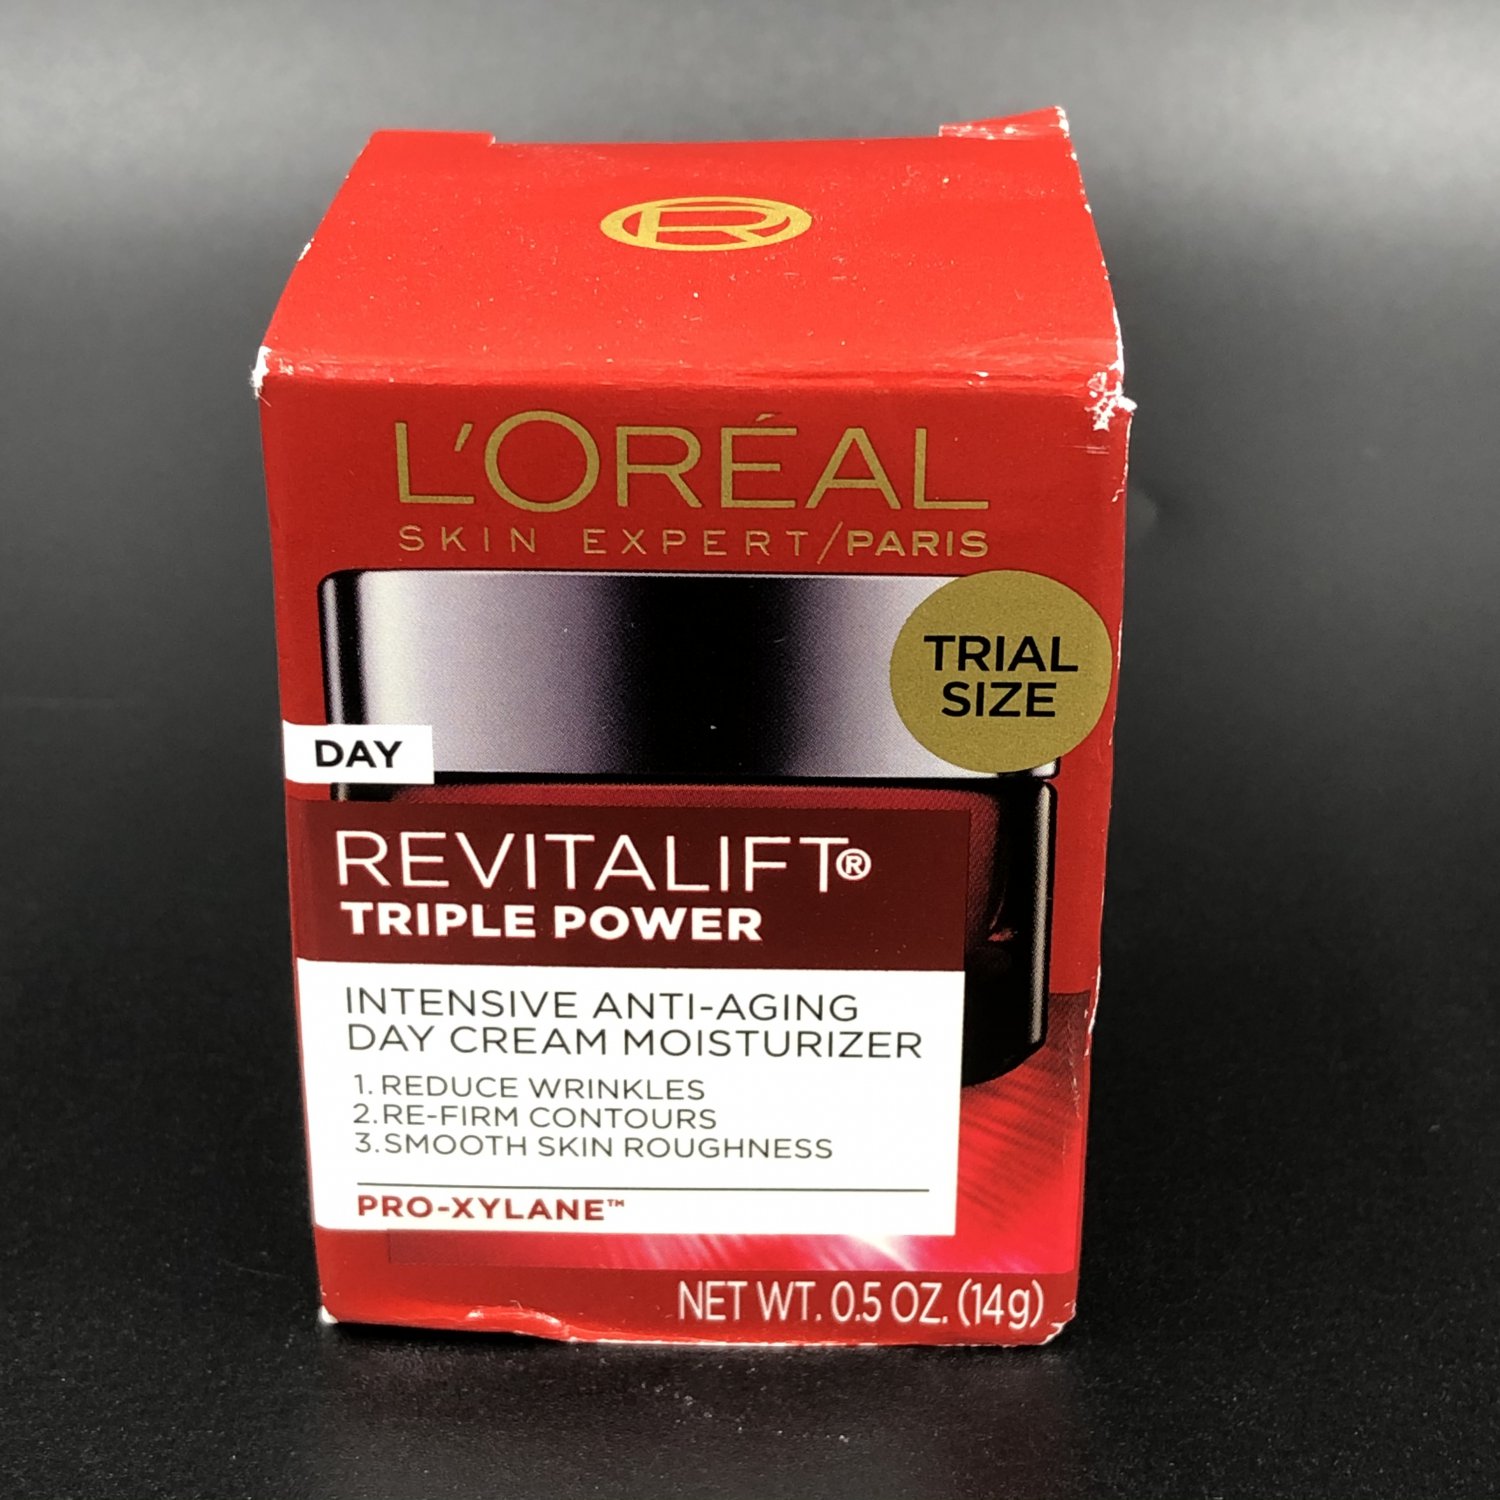 L'ORÉAL
SKIN EXPERT/PARIS
TRIAL
SIZE
DAY
REVITALIFT®
TRIPLE POWER
INTENSIVE ANTI-AGING
DAY CREAM MOISTURIZER
1. REDUCE WRINKLES
2. RE-FIRM CONTOURS
3. SMOOTH SKIN ROUGHNESS
PRO-XYLANE™
NET WT. 0.5 OZ. (14g)